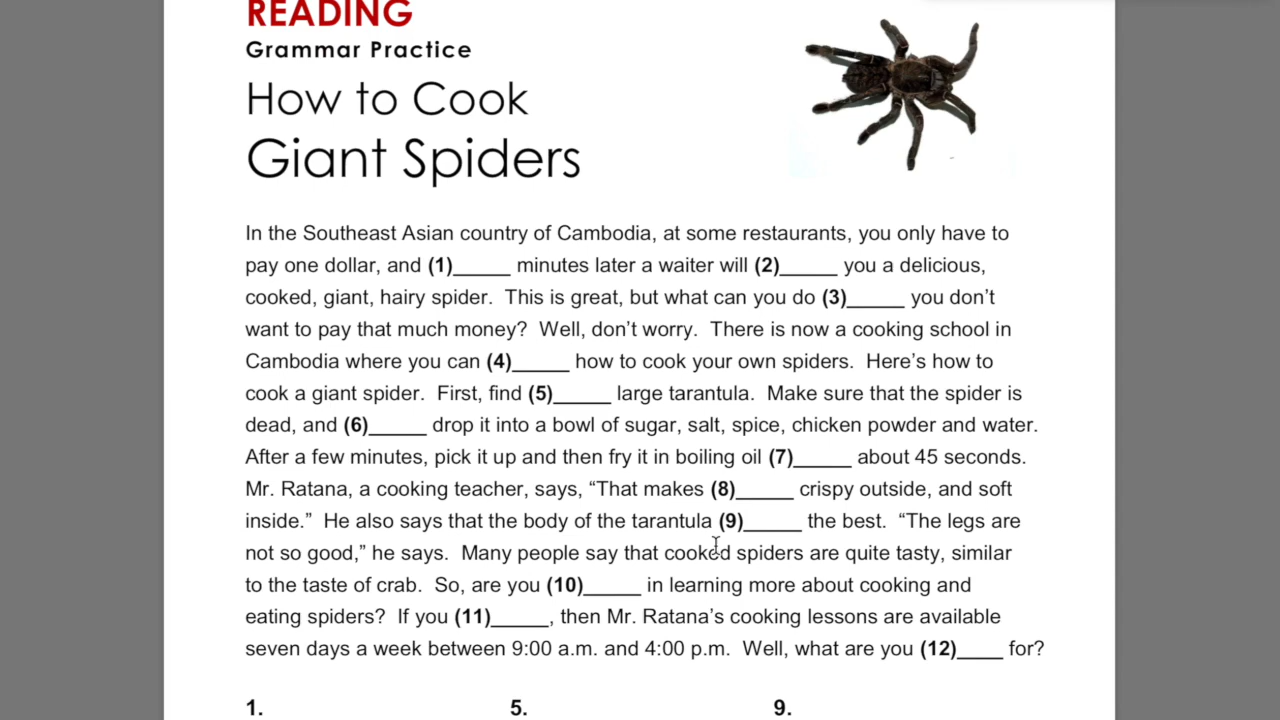 READING
Grammar Practice
How to Cook
Giant Spiders
In the Southeast Asian country of Cambodia, at some restaurants, you only have to
pay one dollar, and (1)_____ minutes later a waiter will (2)_____ you a delicious,
cooked, giant, hairy spider.  This is great, but what can you do (3)_____ you don’t
want to pay that much money?  Well, don’t worry.  There is now a cooking school in
Cambodia where you can (4)_____ how to cook your own spiders.  Here’s how to
cook a giant spider.  First, find (5)_____ large tarantula.  Make sure that the spider is
dead, and (6)_____ drop it into a bowl of sugar, salt, spice, chicken powder and water.
After a few minutes, pick it up and then fry it in boiling oil (7)_____ about 45 seconds.
Mr. Ratana, a cooking teacher, says, “That makes (8)_____ crispy outside, and soft
inside.”  He also says that the body of the tarantula (9)_____ the best.  “The legs are
not so good,” he says.  Many people say that cooked spiders are quite tasty, similar
to the taste of crab.  So, are you (10)_____ in learning more about cooking and
eating spiders?  If you (11)_____, then Mr. Ratana’s cooking lessons are available
seven days a week between 9:00 a.m. and 4:00 p.m.  Well, what are you (12)____ for?
1. 5. 9.